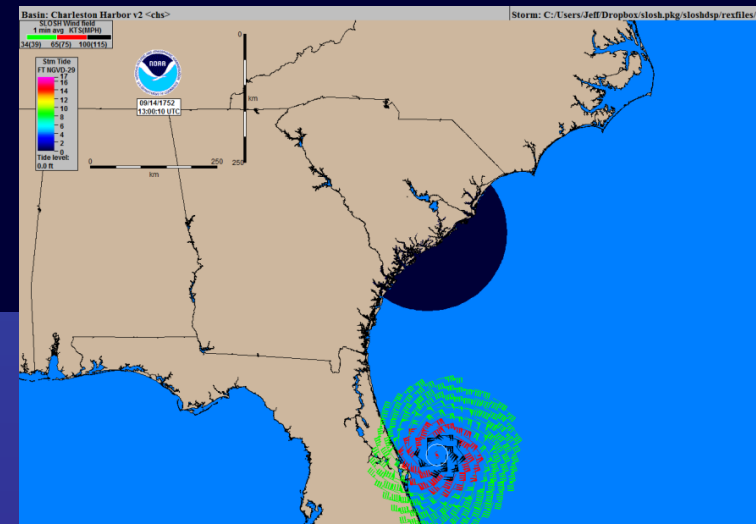 Basin: Charleston Harbor v2 <chs>
Storm: C:/Users/Jeff/Dropbox/slosh.pkg/sloshdsp/rexfiles/
SLOSH Wind field
1 min avg KTS(MPH)
34(39) 65(75) 100(115)
Stm Tide
FT NGVD-29
17
16
14
12
10
8
6
4
2
0
Tide level:
0.0 ft
NOAA
09/14/1752
13:00:10 UTC
0
km
250
0 250
km